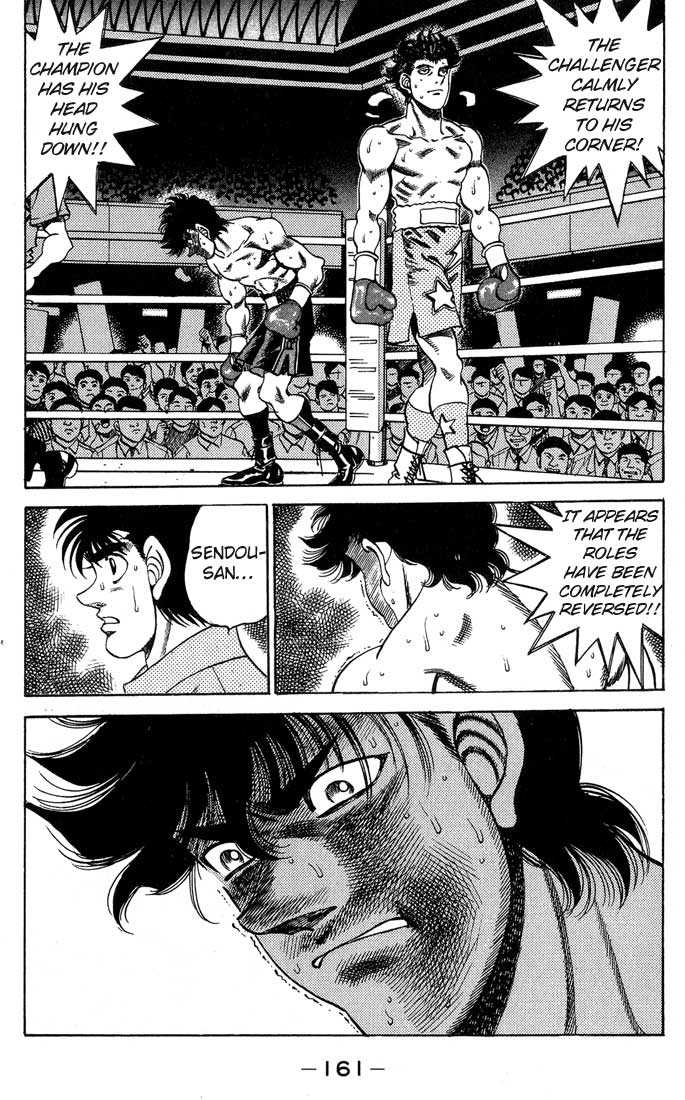 THE
CHALLENGER
CALMLY
RETURNS
TO HIS
CORNER!
THE
CHAMPION
HAS HIS
HEAD
HUNG
DOWN!!
IT APPEARS
THAT THE
ROLES
HAVE BEEN
COMPLETELY
REVERSED!!
SENDOU-
SAN...
-161-